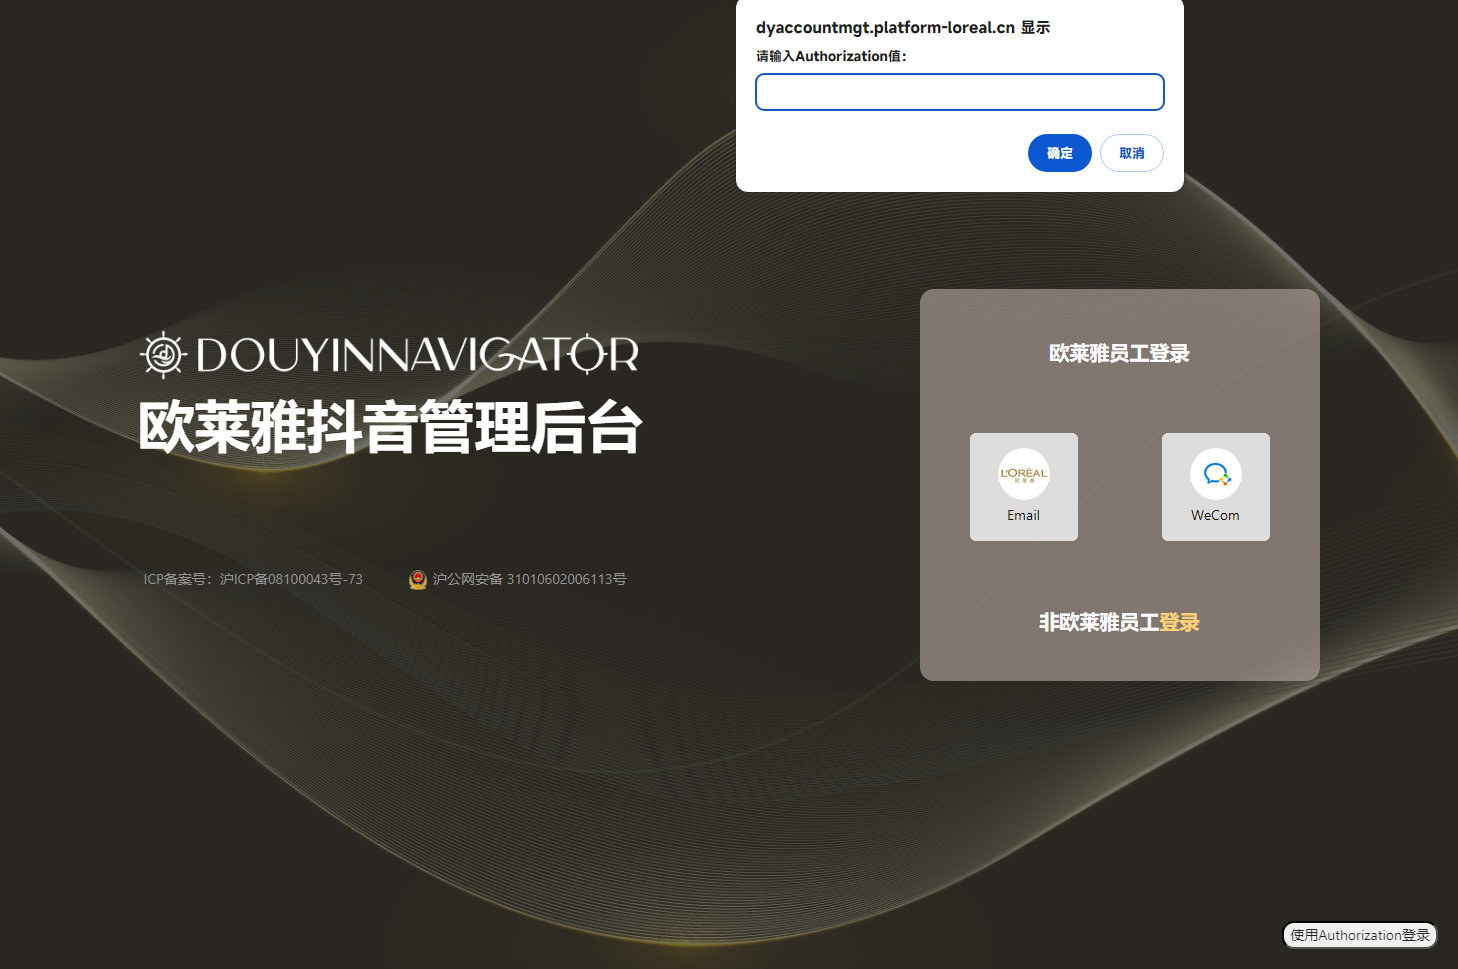 dyaccountmgt.platform-loreal.cn 显示
请输入Authorization值：
确定
取消
DOUYINNAVIGATOR
欧莱雅抖音管理后台
ICP备案号：沪ICP备08100043号-73
沪公网安备 31010602006113号
欧莱雅员工登录
L'ORÉAL
欧莱雅
Email
WeCom
非欧莱雅员工登录
使用Authorization登录